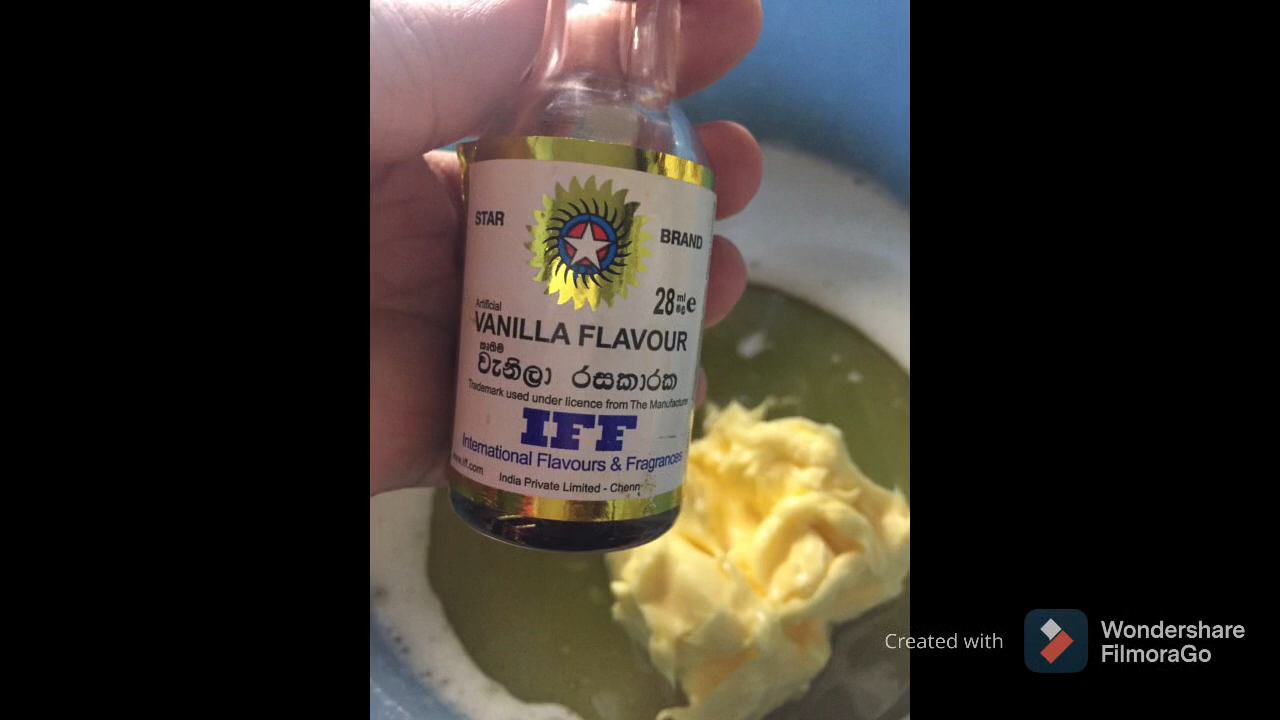 STAR
BRAND
28 ml e
Artificial
VANILLA FLAVOUR
කෘතිම
වැනිලා රසකාරක
Trademark used under licence from The Manufacturer
IFF
International Flavours & Fragrances
www.iff.com
India Private Limited - Chenn
Created with
Wondershare
FilmoraGo